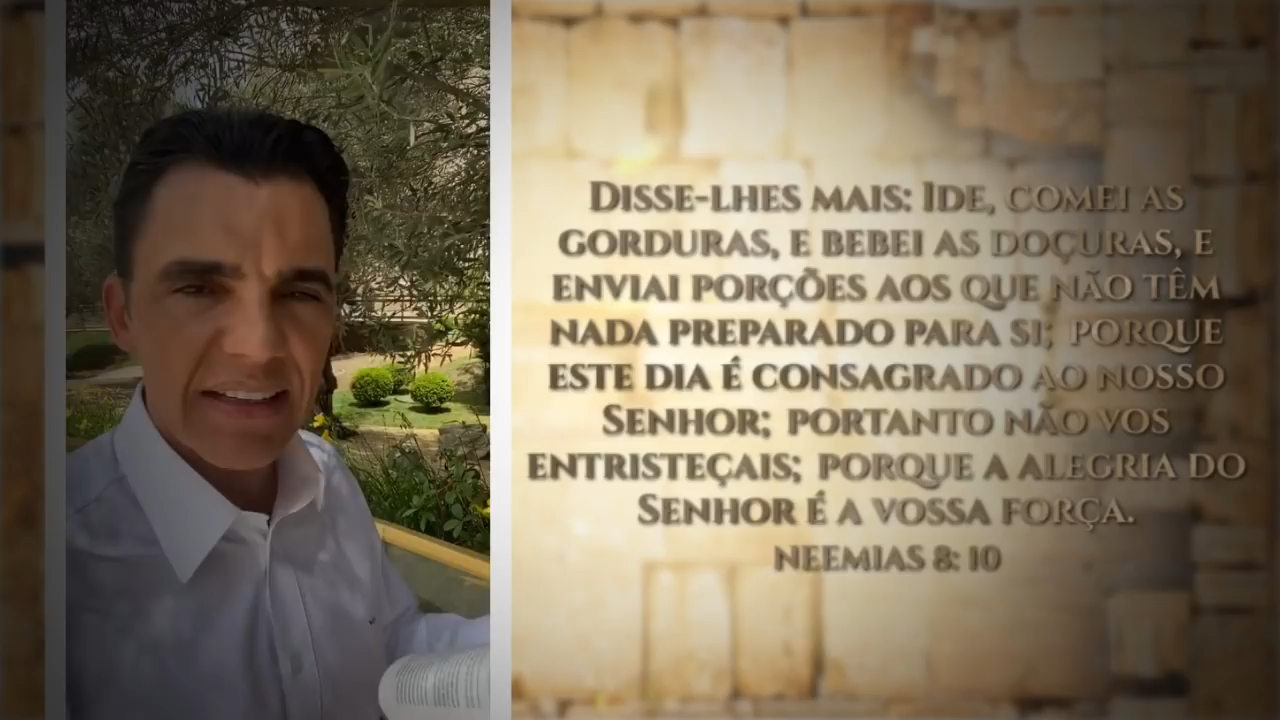 Disse-lhes mais: Ide, comei as
gorduras, e bebei as doçuras, e
enviai porções aos que não têm
nada preparado para si; porque
este dia é consagrado ao nosso
Senhor; portanto não vos
entristeçais; porque a alegria do
Senhor é a vossa força.
Neemias 8: 10